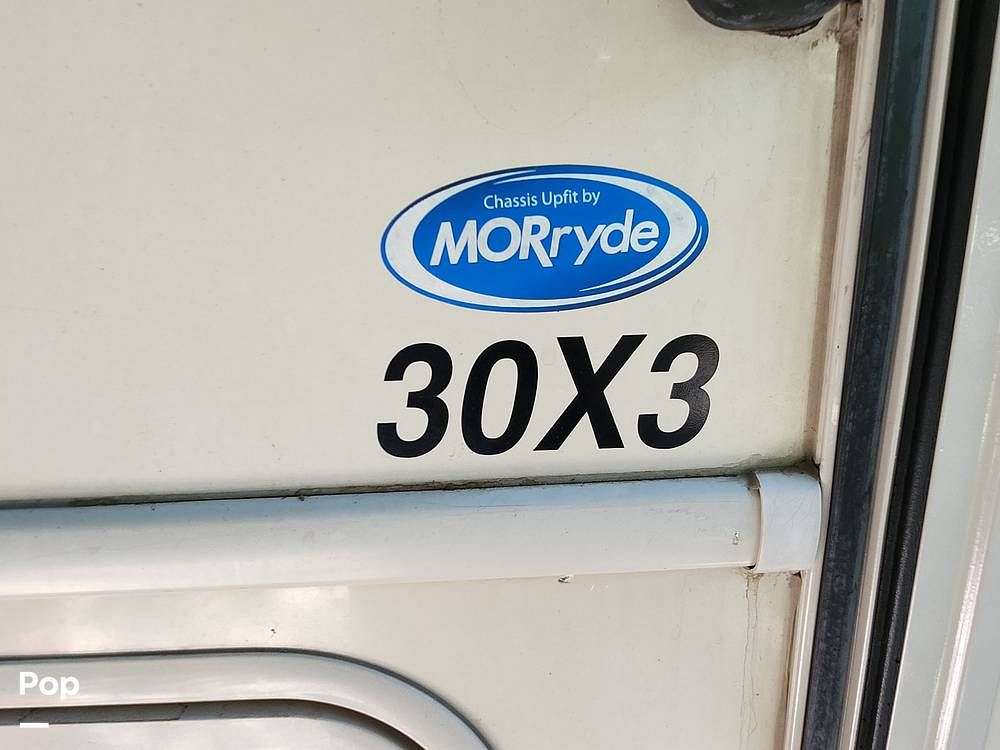 Chassis Upfit by
MORryde
30X3
Pop